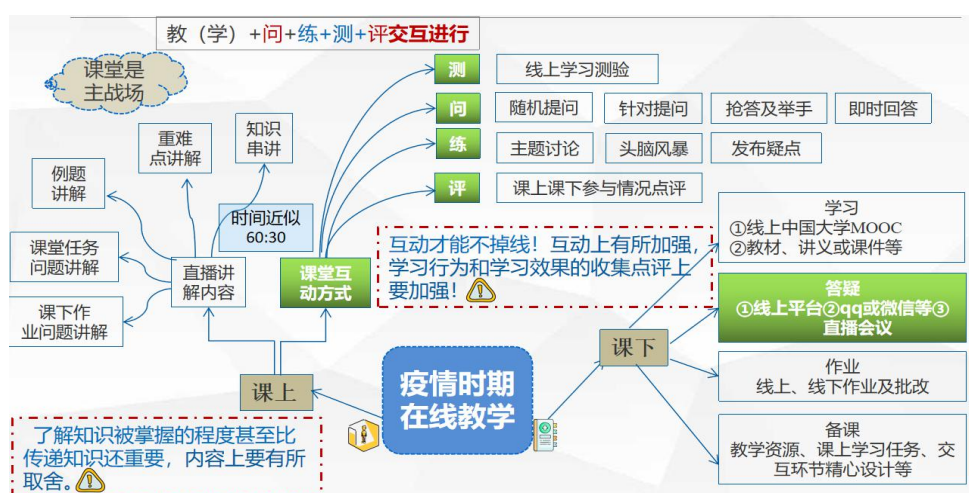 教（学）+问+练+测+评交互进行
课堂是
主战场
测
线上学习测验
问
随机提问
针对提问
抢答及举手
即时回答
练
主题讨论
头脑风暴
发布疑点
评
课上课下参与情况点评
知识
串讲
重难
点讲解
例题
讲解
课堂任务
问题讲解
课下作
业问题讲解
时间近似
60:30
直播讲
解内容
课堂互
动方式
互动才能不掉线！互动上有所加强，
学习行为和学习效果的收集点评上
要加强！
学习
①线上中国大学MOOC
②教材、讲义或课件等
答疑
①线上平台②qq或微信等③
直播会议
作业
线上、线下作业及批改
备课
教学资源、课上学习任务、交
互环节精心设计等
课下
课上
疫情时期
在线教学
了解知识被掌握的程度甚至比
传递知识还重要，内容上要有所
取舍。